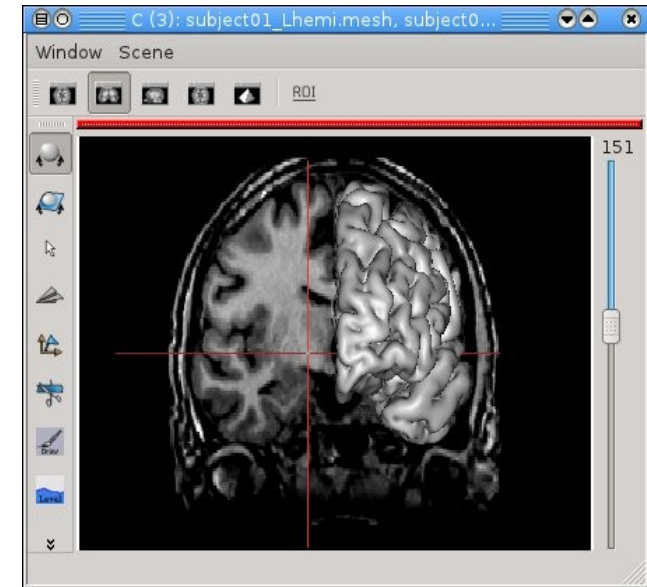 C (3): subject01_Lhemi.mesh, subject0...
Window Scene
ROI
151
Draw
Level